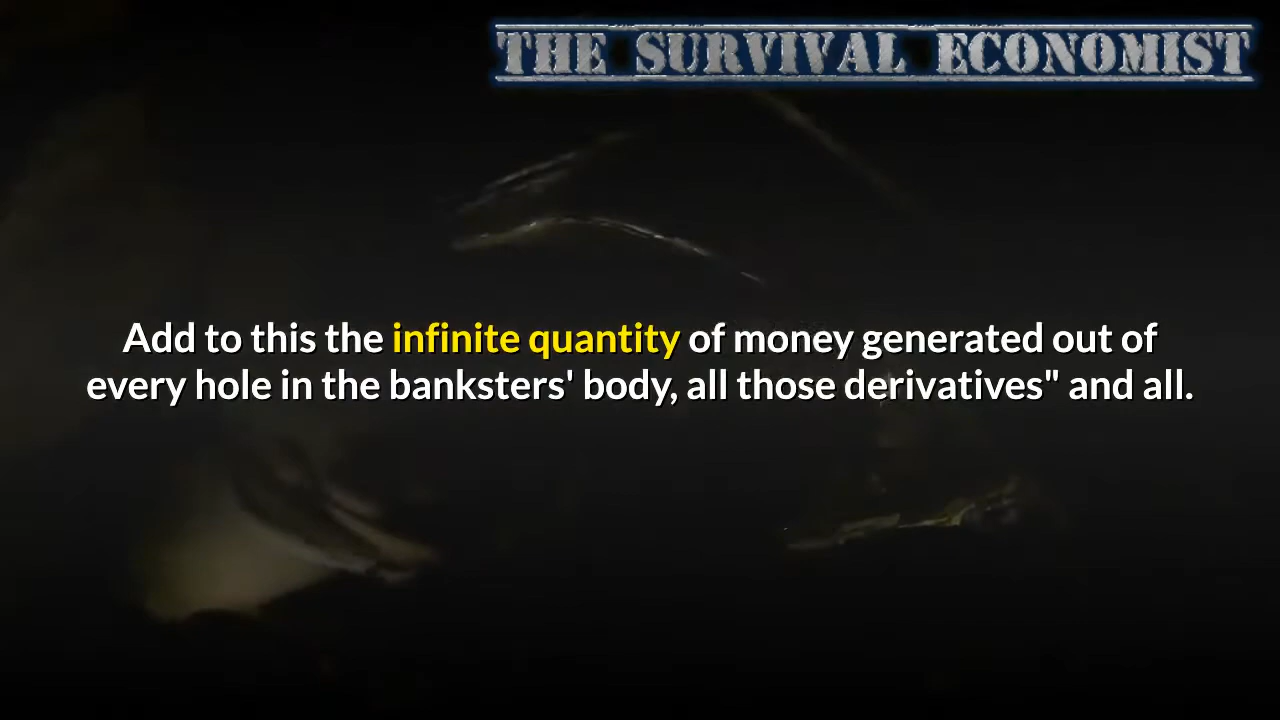 THE SURVIVAL ECONOMIST
Add to this the infinite quantity of money generated out of
every hole in the banksters' body, all those derivatives" and all.